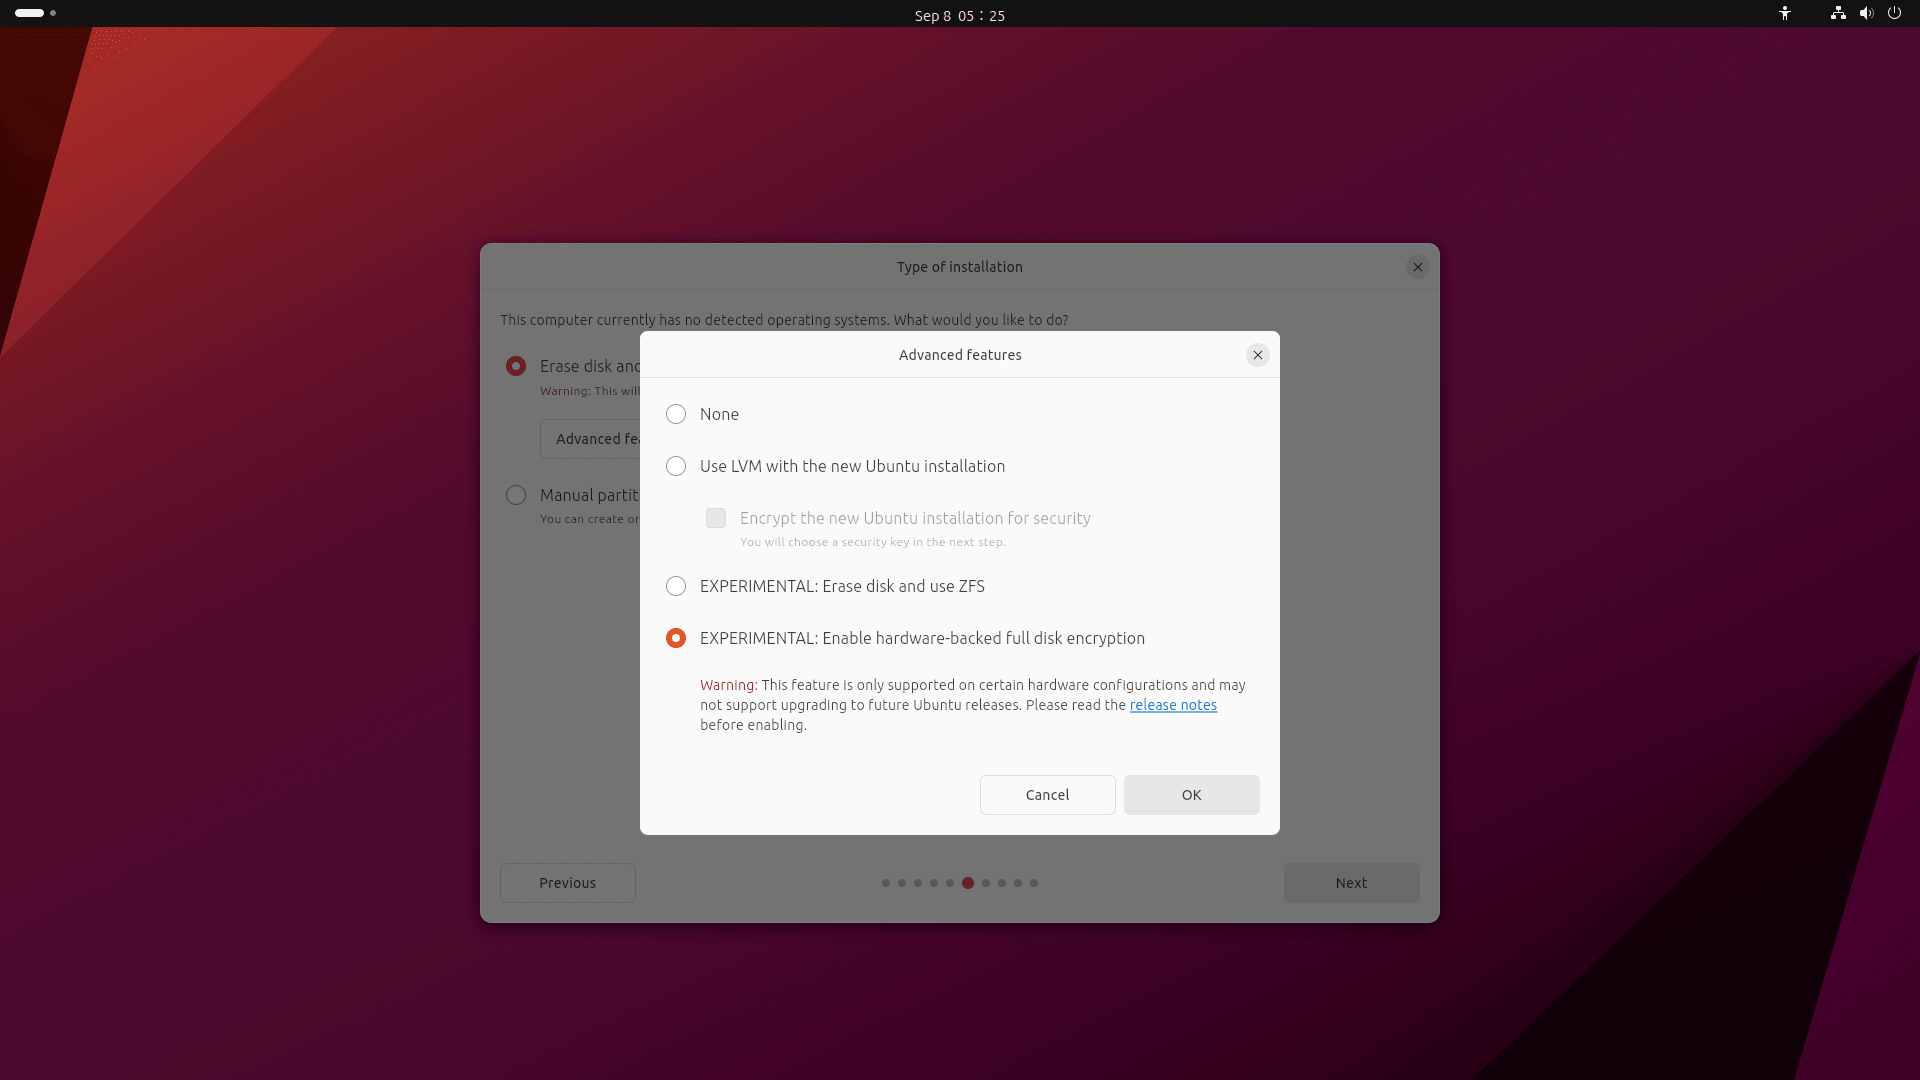 Sep 8 05 : 25
Type of installation
This computer currently has no detected operating systems. What would you like to do?
Erase disk and
Warning: This will
Advanced fea
Manual partit
You can create or
Advanced features
None
Use LVM with the new Ubuntu installation
Encrypt the new Ubuntu installation for security
You will choose a security key in the next step.
EXPERIMENTAL: Erase disk and use ZFS
EXPERIMENTAL: Enable hardware-backed full disk encryption
Warning: This feature is only supported on certain hardware configurations and may
not support upgrading to future Ubuntu releases. Please read the release notes
before enabling.
Cancel
OK
Previous
Next